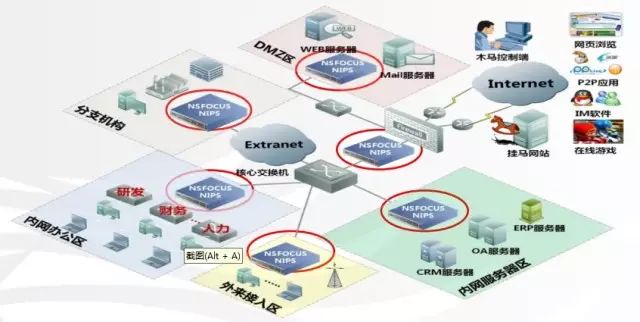 DMZ区
WEB服务器
NSFOCUS
NIPS
Mail服务器
木马控制端
网页浏览
P2P应用
IM软件
在线游戏
Internet
挂马网站
Firewall
分支机构
NSFOCUS
NIPS
Extranet
NSFOCUS
NIPS
核心交换机
NSFOCUS
NIPS
研发
财务
人力
内网办公区
截图(Alt + A)
NSFOCUS
NIPS
外来接入区
NSFOCUS
NIPS
ERP服务器
OA服务器
CRM服务器
内网服务器区